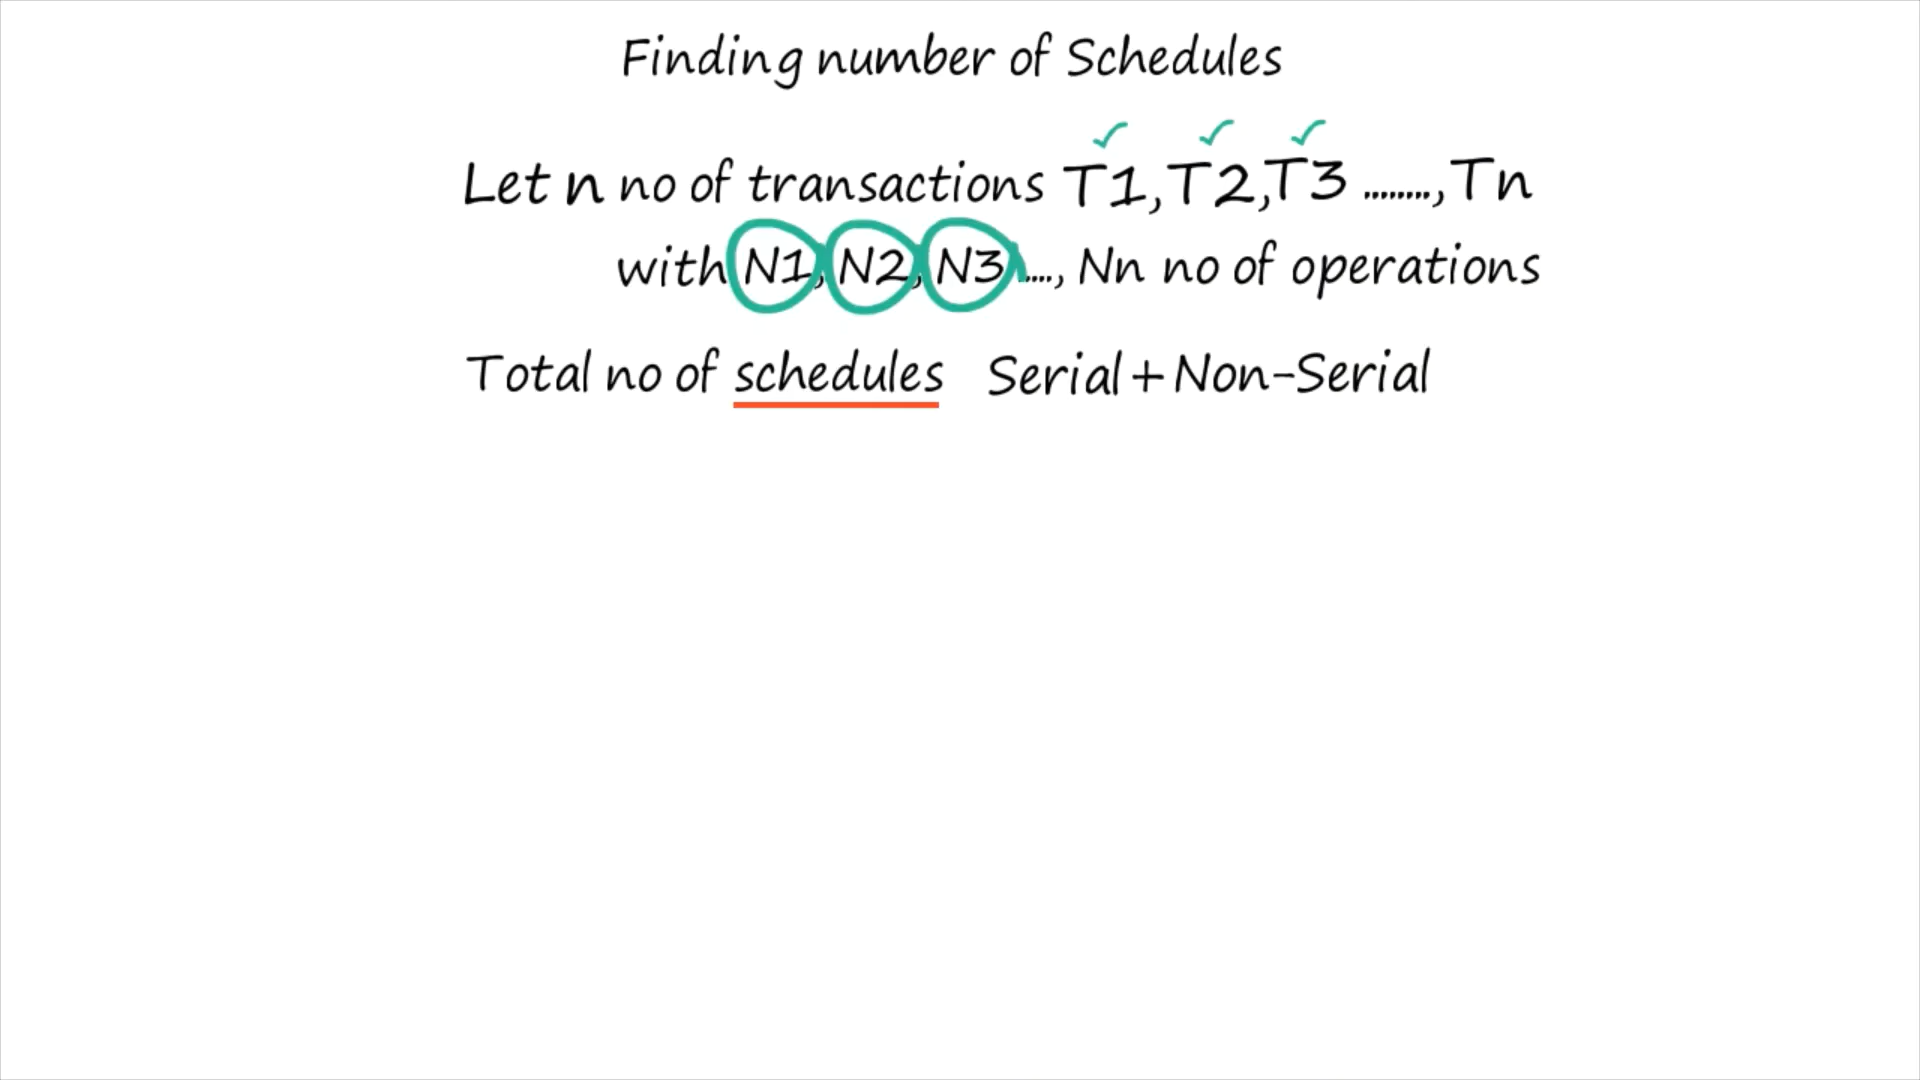 Finding number of Schedules
Let n no of transactions T1,T2,T3 ........,Tn
with N1, N2, N3 ...., Nn no of operations
Total no of schedules Serial+Non-Serial